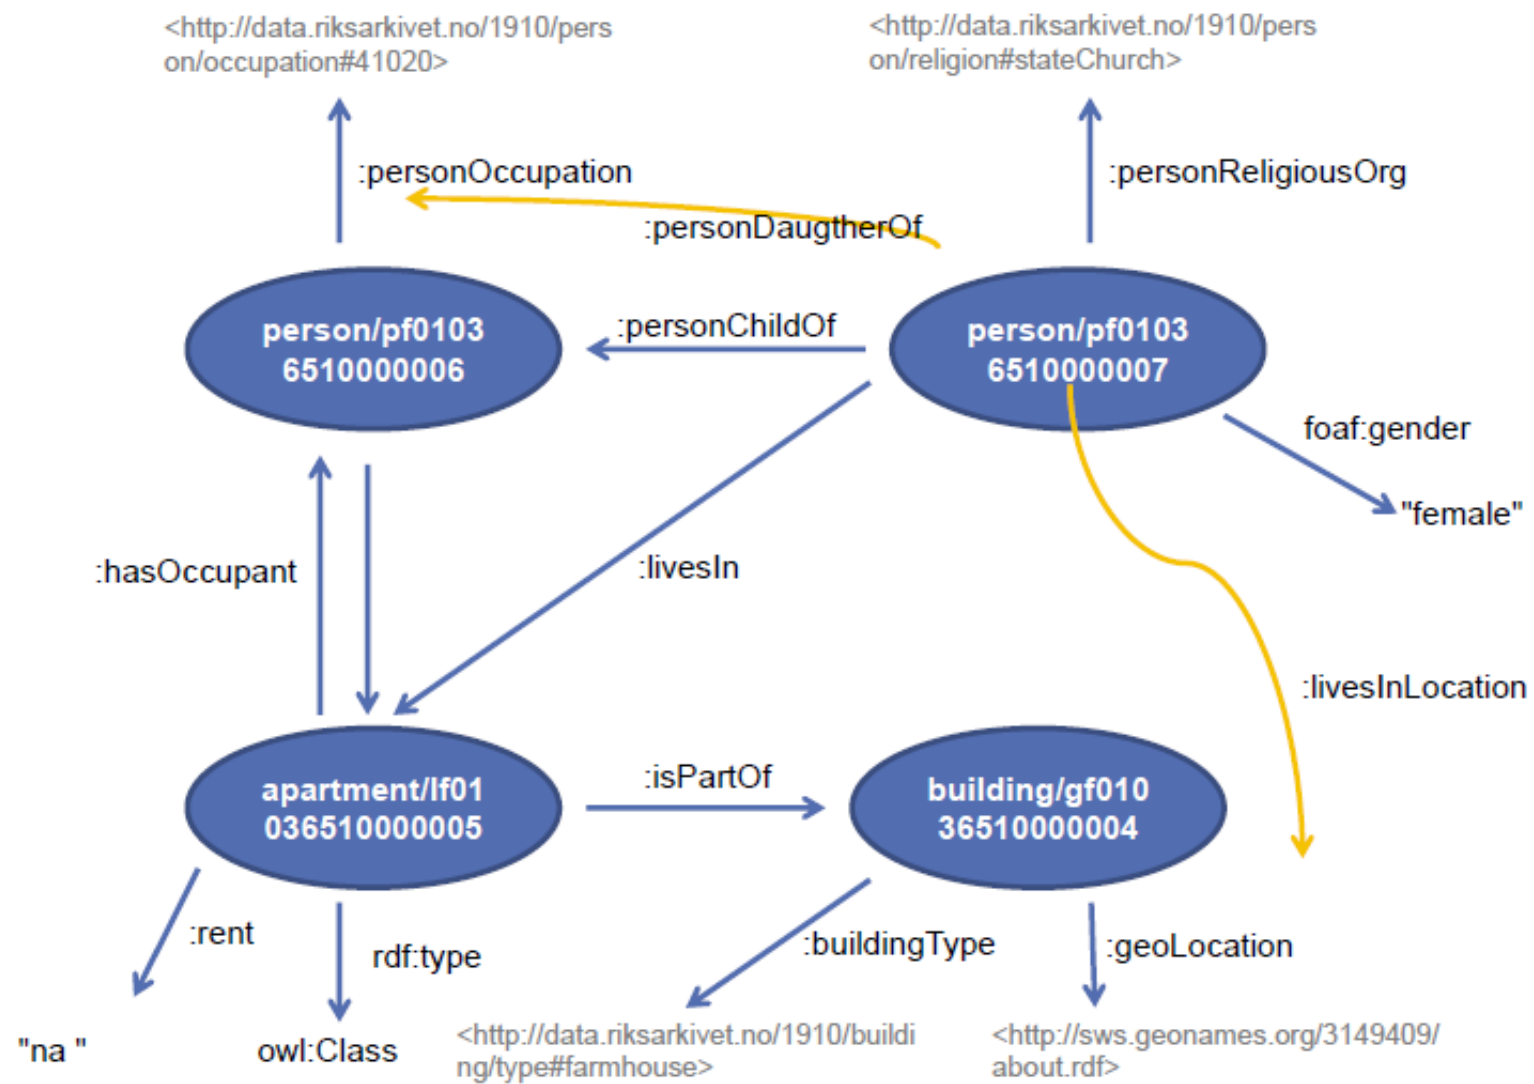 <http://data.riksarkivet.no/1910/pers
on/occupation#41020>
<http://data.riksarkivet.no/1910/pers
on/religion#stateChurch>
:personOccupation
:personReligiousOrg
:personDaugtherOf
person/pf0103
6510000006
:personChildOf
person/pf0103
6510000007
foaf:gender
"female"
:hasOccupant
:livesIn
:livesInLocation
apartment/lf01
036510000005
:isPartOf
building/gf010
36510000004
:rent
rdf:type
:buildingType
:geoLocation
"na "
owl:Class
<http://data.riksarkivet.no/1910/buildi
ng/type#farmhouse>
<http://sws.geonames.org/3149409/
about.rdf>